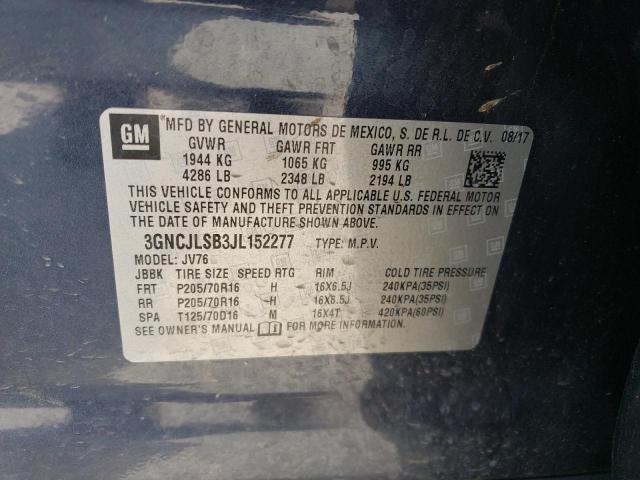 GM
MFD BY GENERAL MOTORS DE MEXICO, S. DE R.L. DE C.V. 08/17
GVWR GAWR FRT GAWR RR
1944 KG 1065 KG 995 KG
4286 LB 2348 LB 2194 LB
THIS VEHICLE CONFORMS TO ALL APPLICABLE U.S. FEDERAL MOTOR
VEHICLE SAFETY, AND THEFT PREVENTION STANDARDS IN EFFECT ON
THE DATE OF MANUFACTURE SHOWN ABOVE.
3GNCJLSB3JL152277 TYPE: M.P.V.
MODEL: JV76
JBBK TIRE SIZE SPEED RTG RIM COLD TIRE PRESSURE
FRT P205/70R16 H 16X6.5J 240KPA(35PSI)
RR P205/70R16 H 16X6.5J 240KPA(35PSI)
SPA T125/70D16 M 16X4T 420KPA(60PSI)
SEE OWNER'S MANUAL FOR MORE INFORMATION.